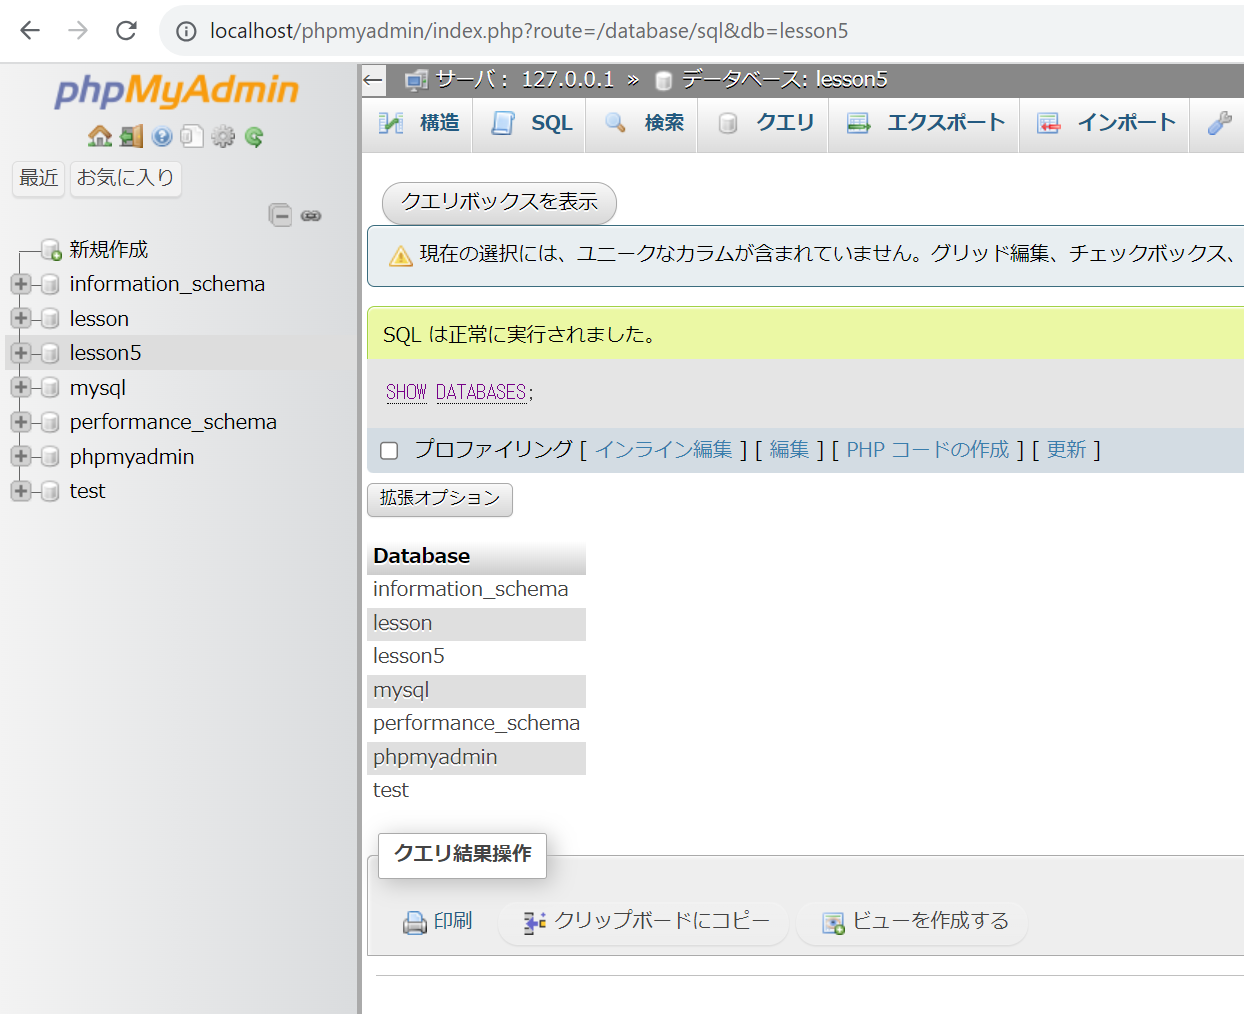 localhost/phpmyadmin/index.php?route=/database/sql&db=lesson5
phpMyAdmin
最近 お気に入り
新規作成
information_schema
lesson
lesson5
mysql
performance_schema
phpmyadmin
test
サーバ： 127.0.0.1 » データベース: lesson5
構造 SQL 検索 クエリ エクスポート インポート
クエリボックスを表示
現在の選択には、ユニークなカラムが含まれていません。グリッド編集、チェックボックス、
SQL は正常に実行されました。
SHOW DATABASES;
プロファイリング [ インライン編集 ] [ 編集 ] [ PHP コードの作成 ] [ 更新 ]
拡張オプション
Database
information_schema
lesson
lesson5
mysql
performance_schema
phpmyadmin
test
クエリ結果操作
印刷 クリップボードにコピー ビューを作成する